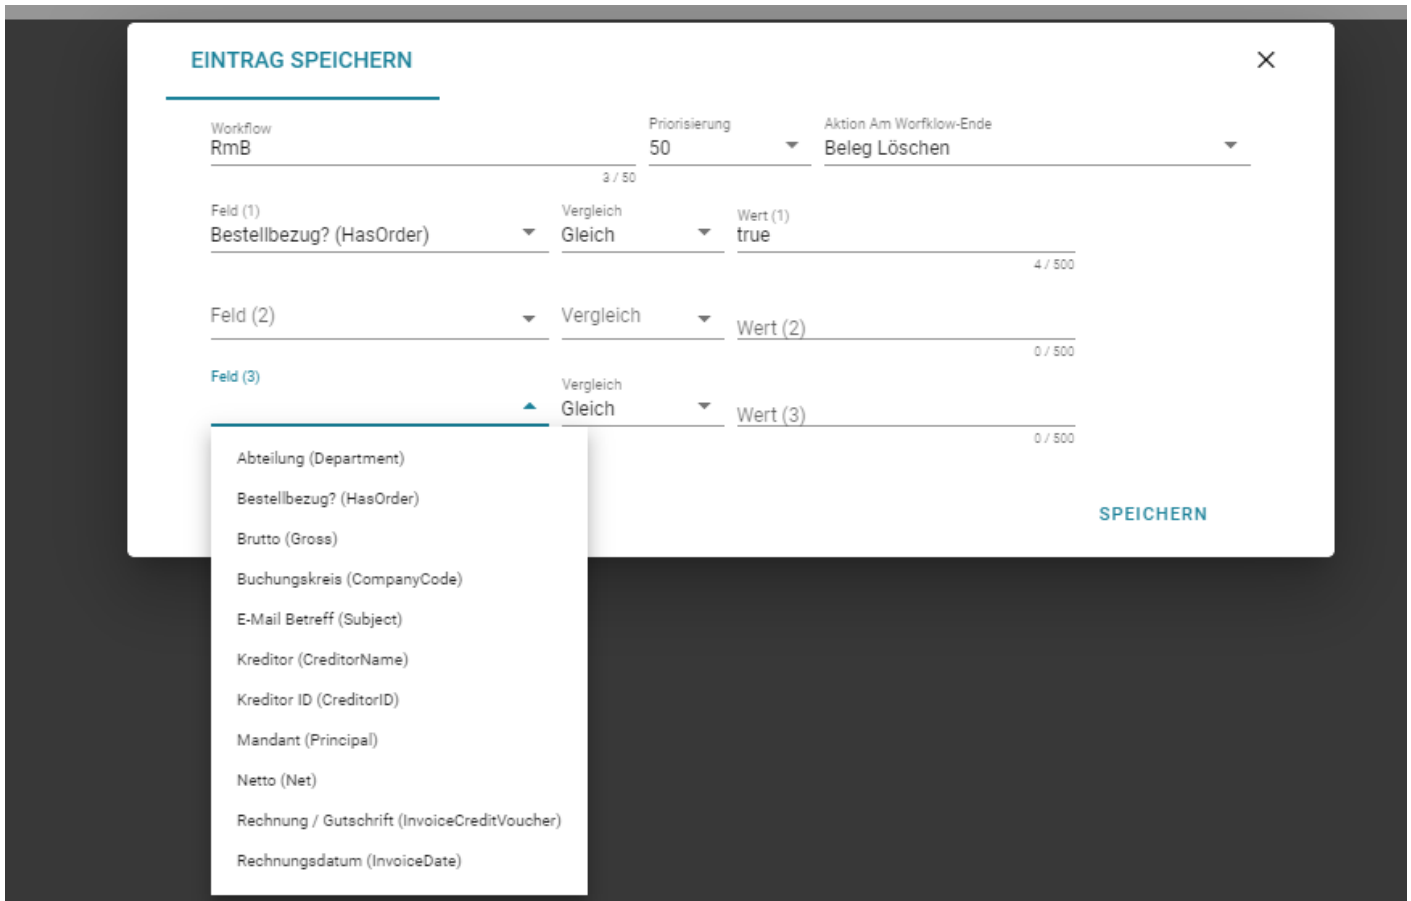 EINTRAG SPEICHERN
Workflow
RmB
3 / 50
Priorisierung
50
Aktion Am Worfklow-Ende
Beleg Löschen
Feld (1)
Bestellbezug? (HasOrder)
Vergleich
Gleich
Wert (1)
true
4 / 500
Feld (2)
Vergleich
Wert (2)
0 / 500
Feld (3)
Vergleich
Gleich
Wert (3)
0 / 500
Abteilung (Department)
Bestellbezug? (HasOrder)
Brutto (Gross)
Buchungskreis (CompanyCode)
E-Mail Betreff (Subject)
Kreditor (CreditorName)
Kreditor ID (CreditorID)
Mandant (Principal)
Netto (Net)
Rechnung / Gutschrift (InvoiceCreditVoucher)
Rechnungsdatum (InvoiceDate)
SPEICHERN